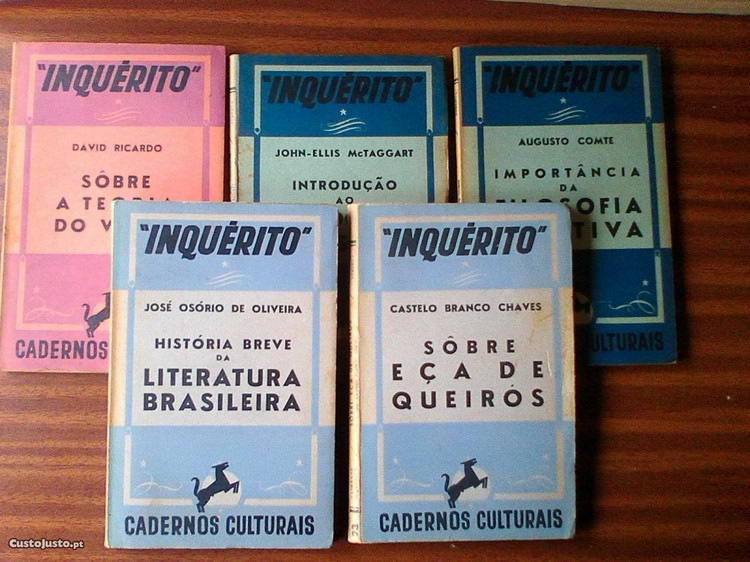 "INQUÉRITO"
DAVID RICARDO
SÔBRE
A
DO
CADERNOS
"INQUÉRITO"
JOHN-ELLIS McTAGGART
INTRODUÇÃO
AO
"INQUÉRITO"
AUGUSTO COMTE
IMPORTÂNCIA
DA
FILOSOFIA
CULTURAIS
"INQUÉRITO"
JOSÉ OSÓRIO DE OLIVEIRA
HISTÓRIA BREVE
DA
LITERATURA
BRASILEIRA
CADERNOS CULTURAIS
"INQUÉRITO"
CASTELO BRANCO CHAVES
SÔBRE
EÇA DE
QUEIRÓS
CADERNOS CULTURAIS
23
CustoJusto.pt